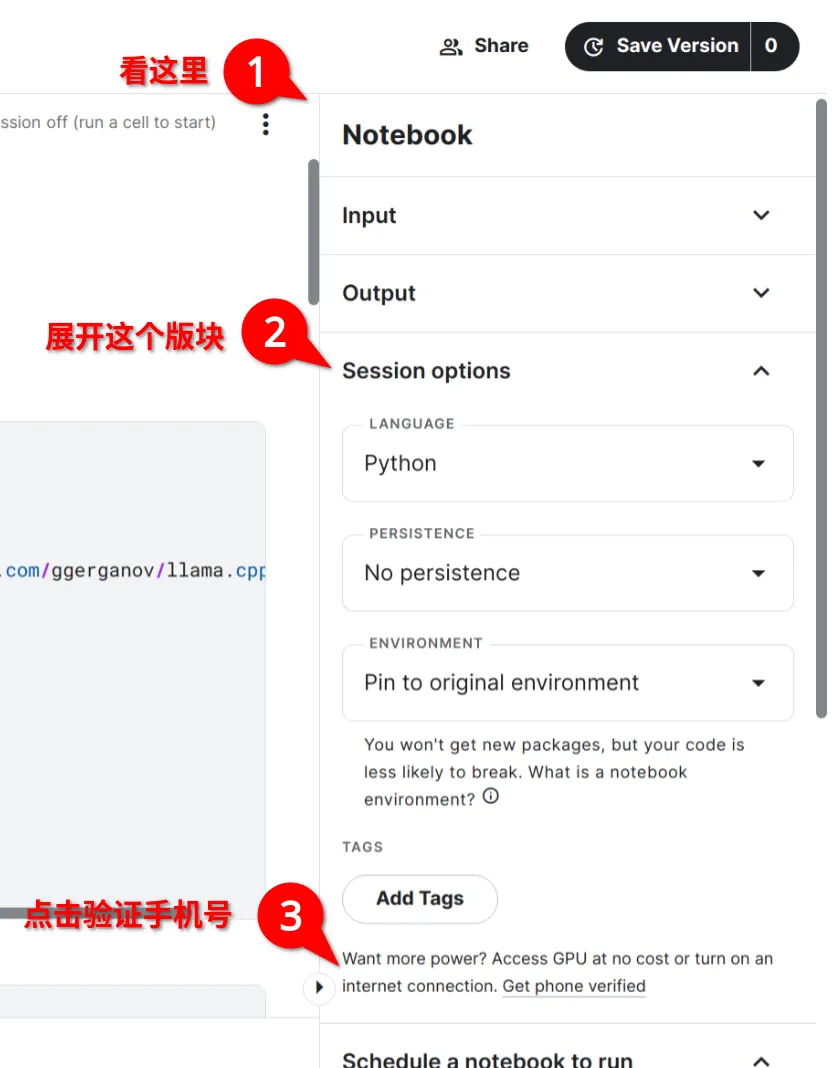 Share
Save Version
0
看这里
1
ssion off (run a cell to start)
Notebook
Input
Output
展开这个版块
2
Session options
LANGUAGE
Python
PERSISTENCE
No persistence
.com/ggerganov/llama.cpp
ENVIRONMENT
Pin to original environment
You won't get new packages, but your code is
less likely to break. What is a notebook
environment?
TAGS
Add Tags
点击验证手机号
3
Want more power? Access GPU at no cost or turn on an
internet connection. Get phone verified
Schedule a notebook to run